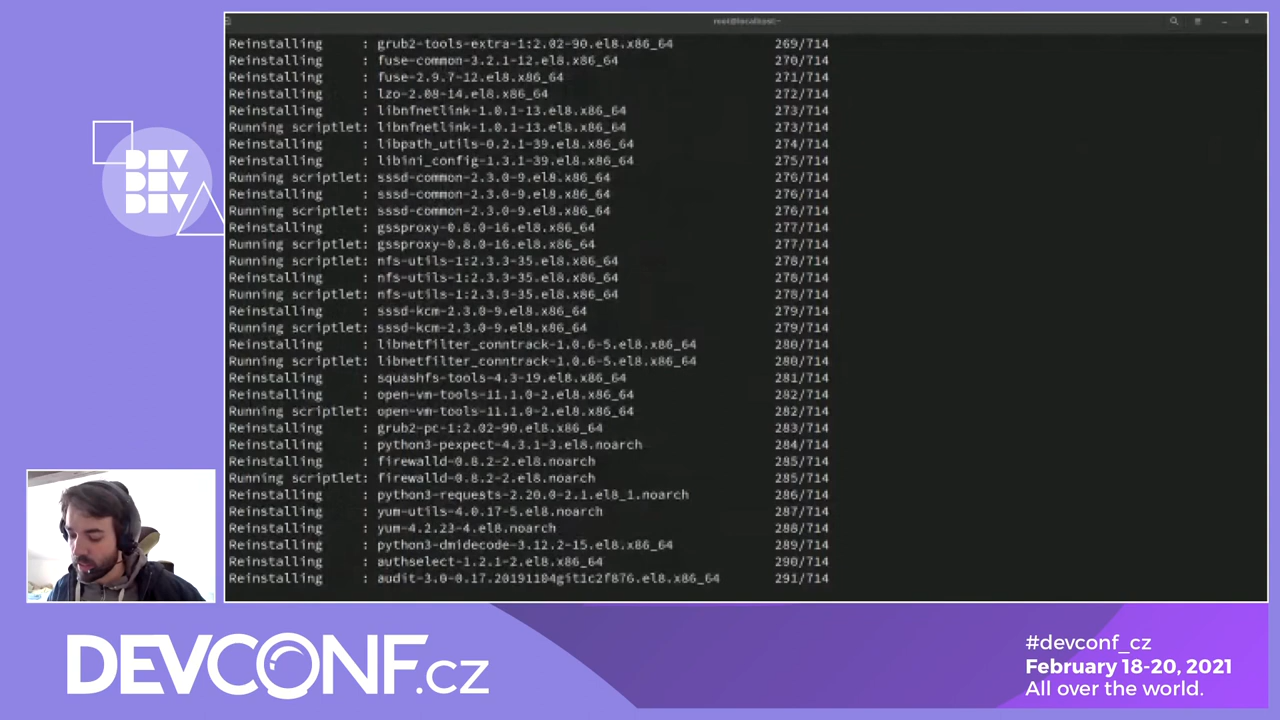 root@localhost:~
Reinstalling : grub2-tools-extra-1:2.02-90.el8.x86_64 269/714
Reinstalling : fuse-common-3.2.1-12.el8.x86_64 270/714
Reinstalling : fuse-2.9.7-12.el8.x86_64 271/714
Reinstalling : lzo-2.08-14.el8.x86_64 272/714
Reinstalling : libnfnetlink-1.0.1-13.el8.x86_64 273/714
Running scriptlet: libnfnetlink-1.0.1-13.el8.x86_64 273/714
Reinstalling : libpath_utils-0.2.1-39.el8.x86_64 274/714
Reinstalling : libini_config-1.3.1-39.el8.x86_64 275/714
Running scriptlet: sssd-common-2.3.0-9.el8.x86_64 276/714
Reinstalling : sssd-common-2.3.0-9.el8.x86_64 276/714
Running scriptlet: sssd-common-2.3.0-9.el8.x86_64 276/714
Reinstalling : gssproxy-0.8.0-16.el8.x86_64 277/714
Running scriptlet: gssproxy-0.8.0-16.el8.x86_64 277/714
Running scriptlet: nfs-utils-1:2.3.3-35.el8.x86_64 278/714
Reinstalling : nfs-utils-1:2.3.3-35.el8.x86_64 278/714
Running scriptlet: nfs-utils-1:2.3.3-35.el8.x86_64 278/714
Reinstalling : sssd-kcm-2.3.0-9.el8.x86_64 279/714
Running scriptlet: sssd-kcm-2.3.0-9.el8.x86_64 279/714
Reinstalling : libnetfilter_conntrack-1.0.6-5.el8.x86_64 280/714
Running scriptlet: libnetfilter_conntrack-1.0.6-5.el8.x86_64 280/714
Reinstalling : squashfs-tools-4.3-19.el8.x86_64 281/714
Reinstalling : open-vm-tools-11.1.0-2.el8.x86_64 282/714
Running scriptlet: open-vm-tools-11.1.0-2.el8.x86_64 282/714
Reinstalling : grub2-pc-1:2.02-90.el8.x86_64 283/714
Reinstalling : python3-pexpect-4.3.1-3.el8.noarch 284/714
Reinstalling : firewalld-0.8.2-2.el8.noarch 285/714
Running scriptlet: firewalld-0.8.2-2.el8.noarch 285/714
Reinstalling : python3-requests-2.20.0-2.1.el8_1.noarch 286/714
Reinstalling : yum-utils-4.0.17-5.el8.noarch 287/714
Reinstalling : yum-4.2.23-4.el8.noarch 288/714
Reinstalling : python3-dmidecode-3.12.2-15.el8.x86_64 289/714
Reinstalling : authselect-1.2.1-2.el8.x86_64 290/714
Reinstalling : audit-3.0-0.17.20191104git1c2f876.el8.x86_64 291/714
DEV
DEV
DEV
DEVCONF.cz
#devconf_cz
February 18-20, 2021
All over the world.